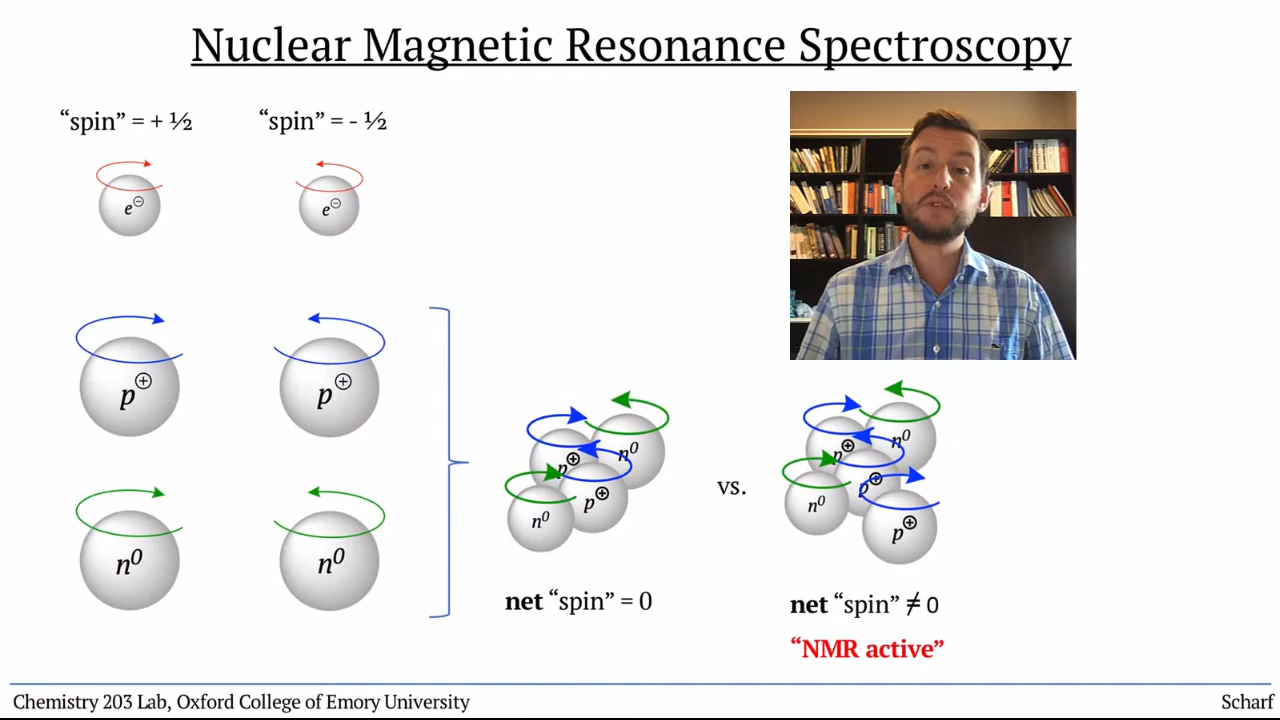 Nuclear Magnetic Resonance Spectroscopy
“spin” = + ½
“spin” = - ½
e⊖
e⊖
p⊕
p⊕
n⁰
n⁰
p⊕
n⁰
n⁰
p⊕
net “spin” = 0
vs.
p⊕
n⁰
n⁰
p⊕
p⊕
net “spin” ≠ 0
“NMR active”
Chemistry 203 Lab, Oxford College of Emory University
Scharf